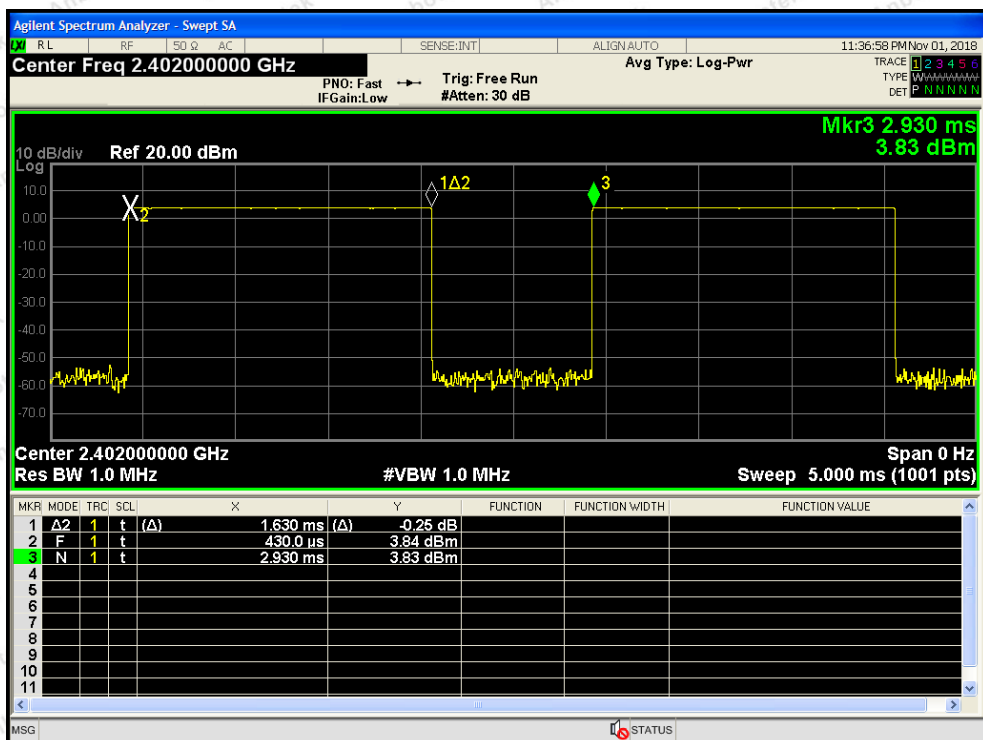 Agilent Spectrum Analyzer - Swept SA
LXI RL RF 50 Ω AC SENSE:INT ALIGN AUTO 11:36:58 PM Nov 01, 2018
Center Freq 2.402000000 GHz
PNO: Fast
IFGain:Low
Trig: Free Run
#Atten: 30 dB
Avg Type: Log-Pwr
TRACE 1 2 3 4 5 6
TYPE WWWWWW
DET P N N N N N
Mkr3 2.930 ms
3.83 dBm
10 dB/div Ref 20.00 dBm
Log
10.0
0.00
-10.0
-20.0
-30.0
-40.0
-50.0
-60.0
-70.0
X2
1Δ2
3
Center 2.402000000 GHz Span 0 Hz
Res BW 1.0 MHz #VBW 1.0 MHz Sweep 5.000 ms (1001 pts)
MKR MODE TRC SCL X Y FUNCTION FUNCTION WIDTH FUNCTION VALUE
1 Δ2 1 t (Δ) 1.630 ms (Δ) -0.25 dB
2 F 1 t 430.0 µs 3.84 dBm
3 N 1 t 2.930 ms 3.83 dBm
4
5
6
7
8
9
10
11
MSG STATUS